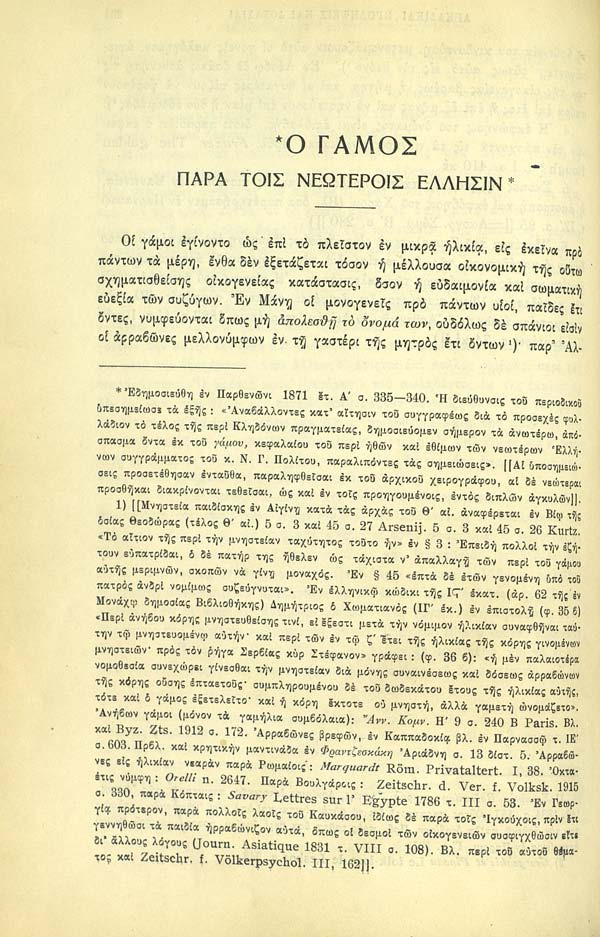 *Ο ΓΑΜΟΣ
ΠΑΡΑ ΤΟΙΣ ΝΕΩΤΕΡΟΙΣ ΕΛΛΗΣΙΝ*
Οἱ γάμοι ἐγίνοντο ὡς ἐπὶ τὸ πλεῖστον ἐν μικρᾷ ἡλικίᾳ, εἰς ἐκεῖνα πρὸ
πάντων τὰ μέρη, ἔνθα δὲν ἐξετάζεται τόσον ἡ μέλλουσα οἰκονομικὴ τῆς οὕτω
σχηματισθείσης οἰκογενείας κατάστασις, ὅσον ἡ εὐδαιμονία καὶ σωματικὴ
εὐεξία τῶν συζύγων. Ἐν Μάνῃ οἱ μονογενεῖς πρὸ πάντων υἱοί, παῖδες ἔτι
ὄντες, νυμφεύονται ὅπως μὴ ἀπολεσθῇ τὸ ὄνομά των, οὐδόλως δὲ σπάνιοι εἰσὶν
οἱ ἀρραβῶνες μελλονύμφων ἐν τῇ γαστέρι τῆς μητρὸς ἔτι ὄντων ¹)· παρ' Ἀλ-
* Ἐδημοσιεύθη ἐν Παρθενῶνι 1871 ἔτ. Α' σ. 335—340. Ἡ διεύθυνσις τοῦ περιοδικοῦ
ὑπεσημείωσε τὰ ἑξῆς : «Ἀναβάλλοντες κατ' αἴτησιν τοῦ συγγραφέως διὰ τὸ προσεχὲς φυλ-
λάδιον τὸ τέλος τῆς περὶ Κληδόνων πραγματείας, δημοσιεύομεν σήμερον τὰ ἀνωτέρω, ἀπό-
σπασμα ὄντα ἐκ τοῦ γάμου, κεφαλαίου τοῦ περὶ ἠθῶν καὶ ἐθίμων τῶν νεωτέρων Ἑλλή-
νων συγγράμματος τοῦ κ. Ν. Γ. Πολίτου, παραλιπόντες τὰς σημειώσεις». [[Αἱ ὑποσημειώ-
σεις προσετέθησαν ἐνταῦθα, παραληφθεῖσαι ἐκ τοῦ ἀρχικοῦ χειρογράφου, αἱ δὲ νεώτεραι
προσθῆκαι διακρίνονται τεθεῖσαι, ὡς καὶ ἐν τοῖς προηγουμένοις, ἐντὸς διπλῶν ἀγκυλῶν]].
1) [[Μνηστεία παιδίσκης ἐν Αἰγίνῃ κατὰ τὰς ἀρχὰς τοῦ Θ' αἰ. ἀναφέρεται ἐν Βίῳ τῆς
ὁσίας Θεοδώρας (τέλος Θ' αἰ.) 5 σ. 3 καὶ 45 σ. 27 Arsenij. 5 σ. 3 καὶ 45 σ. 26 Kurtz.
«Τὸ αἴτιον τῆς περὶ τὴν μνηστείαν ταχύτητος τοῦτο ἦν» ἐν § 3 : Ἐπειδὴ πολλοὶ τὴν ἐζή-
τουν εὐπατρίδαι, ὁ δὲ πατὴρ της ἤθελεν ὡς τάχιστα ν' ἀπαλλαγῇ τῶν περὶ τοῦ γάμου
αὐτῆς μεριμνῶν, σκοπῶν νὰ γίνῃ μοναχός. Ἐν § 45 «ἑπτὰ δὲ ἐτῶν γενομένη ὑπὸ τοῦ
πατρὸς ἀνδρὶ νομίμως συζεύγνυται». Ἐν ἑλληνικῷ κώδικι τῆς ΙϚ' ἑκατ. (ἀρ. 62 τῆς ἐν
Μονάχῳ δημοσίας Βιβλιοθήκης) Δημήτριος ὁ Χωματιανὸς (ΙΓ' ἑκ.) ἐν ἐπιστολῇ (φ. 35 6)
«Περὶ ἀνήβου κόρης μνηστευθείσης τινί, εἰ ἔξεστι μετὰ τὴν νόμιμον ἡλικίαν συναφθῆναι ταύ-
την τῷ μνηστευομένῳ αὐτήν· καὶ περὶ τῶν ἐν τῷ ζ' ἔτει τῆς ἡλικίας τῆς κόρης γινομένων
μνηστειῶν· πρὸς τὸν ῥῆγα Σερβίας κὺρ Στέφανον» γράφει : (φ. 36 6): «ἡ μὲν παλαιοτέρα
νομοθεσία συνεχώρει γίνεσθαι τὴν μνηστείαν διὰ μόνης συναινέσεως καὶ δόσεως ἀρραβώνων
τῆς κόρης οὔσης ἑπταετοῦς· συμπληρουμένου δὲ τοῦ δωδεκάτου ἔτους τῆς ἡλικίας αὐτῆς,
τότε καὶ ὁ γάμος ἐξετελεῖτο· καὶ ἡ κόρη ἔκτοτε οὐ μνηστή, ἀλλὰ γαμετὴ ὠνομάζετο».
Ἀνήβων γάμοι (μόνον τὰ γαμήλια συμβόλαια): Ἄνν. Κομν. Η' 9 σ. 240 B Paris. Βλ.
καὶ Byz. Zts. 1912 σ. 172. Ἀρραβῶνες βρεφῶν, ἐν Καππαδοκίᾳ βλ. ἐν Παρνασσῷ τ. ΙΕ'
σ. 603. Πρβλ. καὶ κρητικὴν μαντινάδα ἐν Φραντζεσκάκη Ἀριάδνη σ. 13 δίστ. 5. Ἀρραβῶ-
νες εἰς ἡλικίαν νεαρὰν παρὰ Ρωμαίοις : Marquardt Röm. Privataltert. I, 38. Ὀκτα-
έτις νύμφη : Orelli n. 2647. Παρὰ Βουλγάροις : Zeitschr. d. Ver. f. Volksk. 1915
σ. 330, παρὰ Κόπταις : Savary Lettres sur l' Egypte 1786 τ. III σ. 53. Ἐν Γεωρ-
γίᾳ πρότερον, παρὰ πολλοῖς λαοῖς τοῦ Καυκάσου, ἰδίως δὲ παρὰ τοῖς Ἰγκούχοις, πρὶν ἔτι
γεννηθῶσι τὰ παιδία ἠρραβώνιζον αὐτά, ὅπως οἱ δεσμοὶ τῶν οἰκογενειῶν συσφιγχθῶσιν εἴτε
δι' ἄλλους λόγους (Journ. Asiatique 1831 τ. VIII σ. 108). Βλ. περὶ τοῦ αὐτοῦ θέμα-
τος καὶ Zeitschr. f. Völkerpsychol. III, 162]].